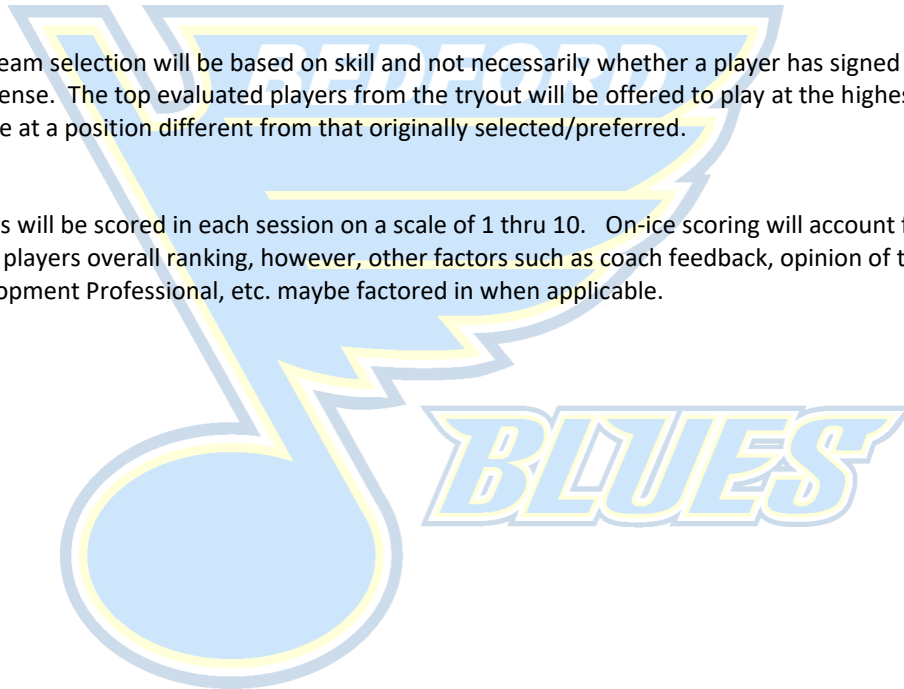 eam selection will be based on skill and not necessarily whether a player has signed
ense.  The top evaluated players from the tryout will be offered to play at the highes
e at a position different from that originally selected/preferred.
s will be scored in each session on a scale of 1 thru 10.   On-ice scoring will account f
players overall ranking, however, other factors such as coach feedback, opinion of t
opment Professional, etc. maybe factored in when applicable.
BEDFORD
BLUES